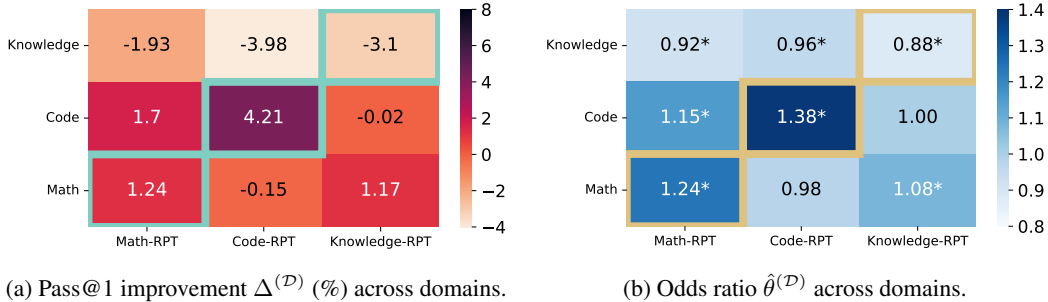 Knowledge -1.93 -3.98 -3.1
Code 1.7 4.21 -0.02
Math 1.24 -0.15 1.17
Math-RPT Code-RPT Knowledge-RPT
8
6
4
2
0
−2
−4
(a) Pass@1 improvement Δ^(𝒟) (%) across domains.
Knowledge 0.92* 0.96* 0.88*
Code 1.15* 1.38* 1.00
Math 1.24* 0.98 1.08*
Math-RPT Code-RPT Knowledge-RPT
1.4
1.3
1.2
1.1
1.0
0.9
0.8
(b) Odds ratio θ̂^(𝒟) across domains.